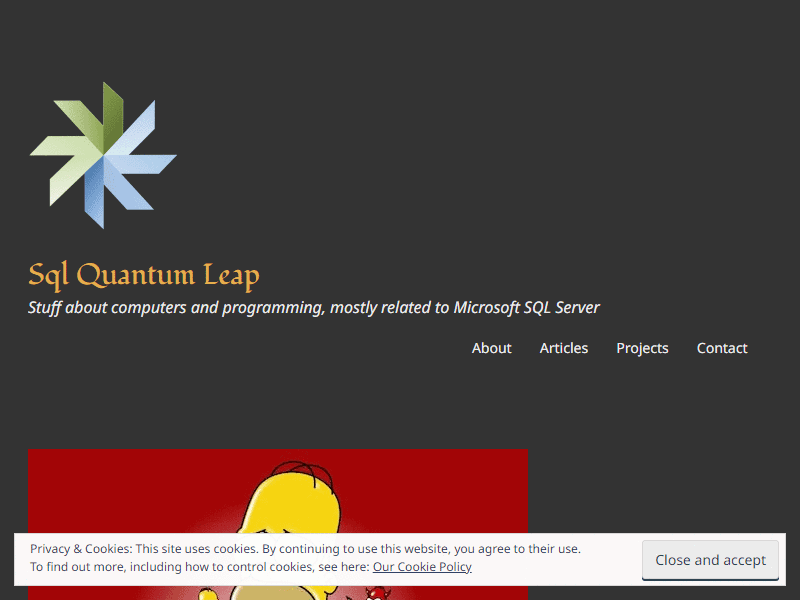 Sql Quantum Leap
Stuff about computers and programming, mostly related to Microsoft SQL Server
About Articles Projects Contact
Privacy & Cookies: This site uses cookies. By continuing to use this website, you agree to their use.
To find out more, including how to control cookies, see here: Our Cookie Policy
Close and accept